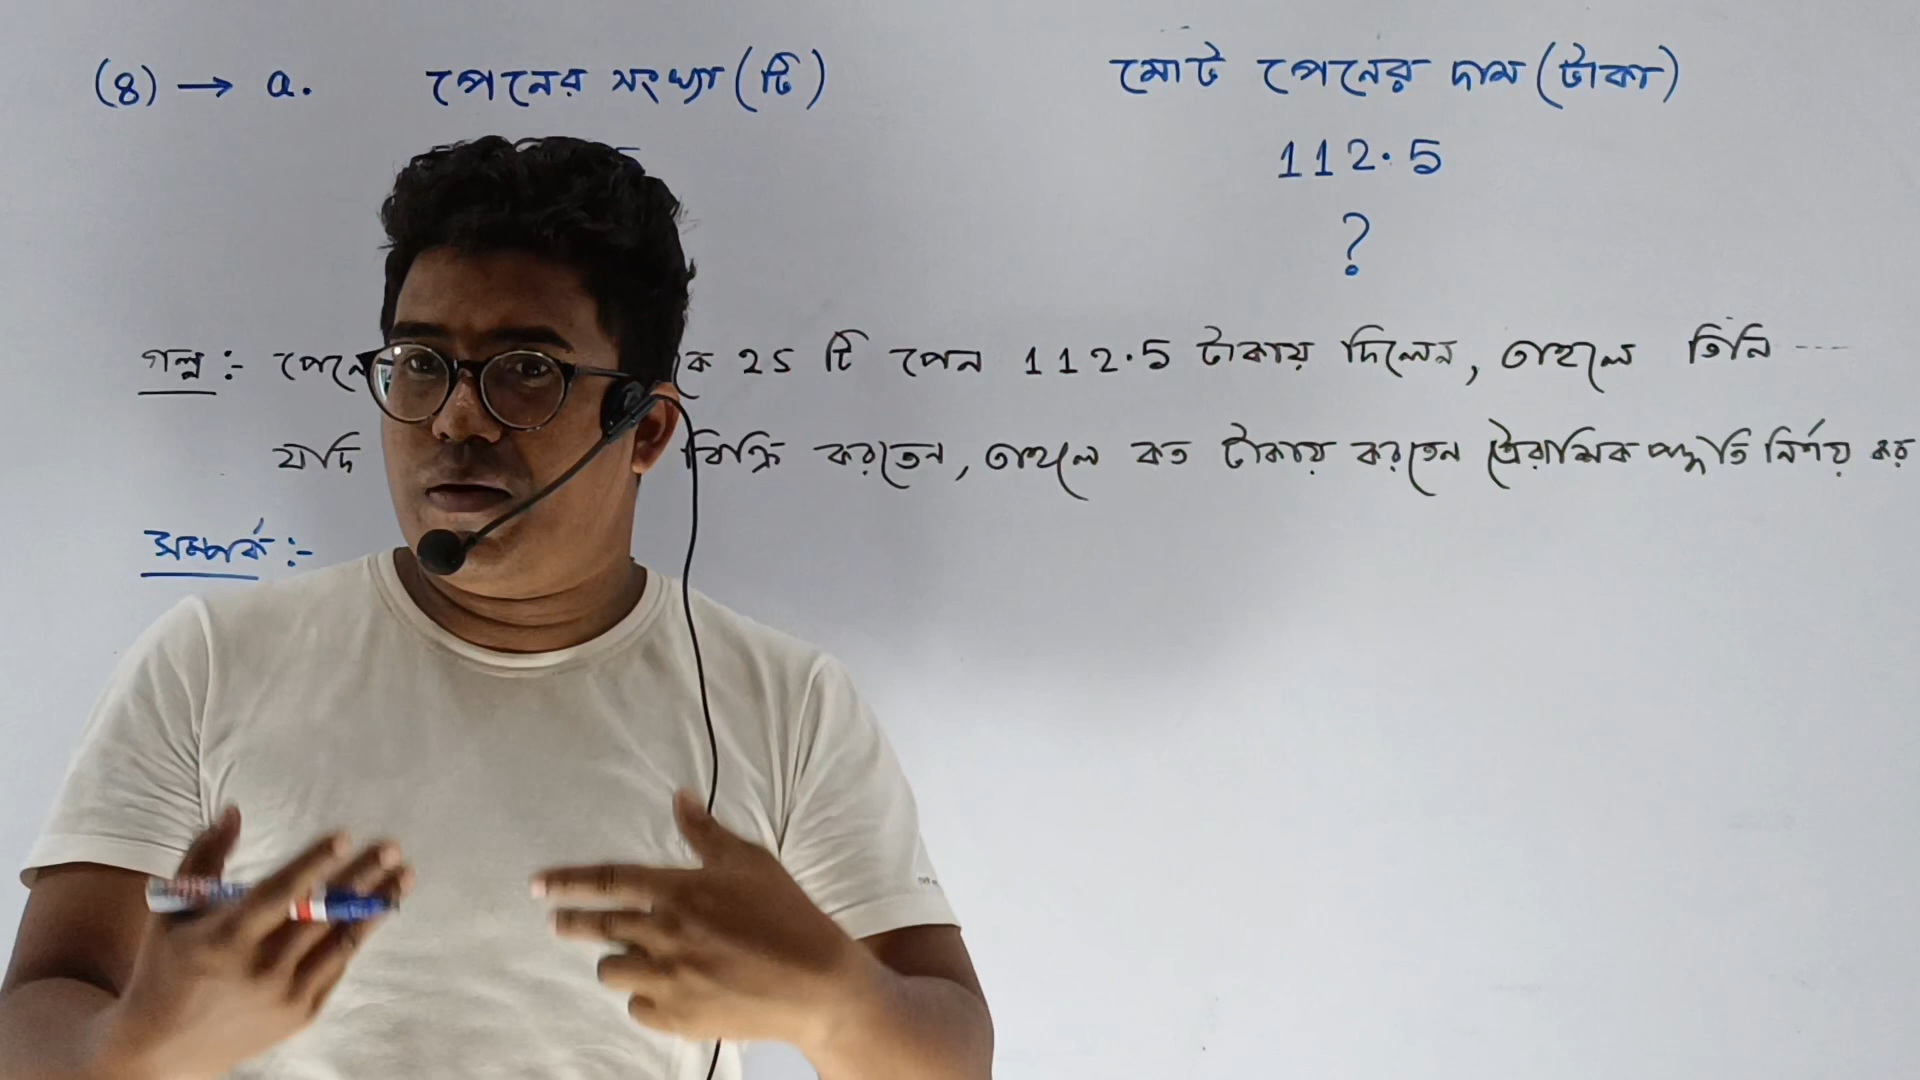 (8) → a. পেনের সংখ্যা (টি) মোট পেনের দাম (টাকা)
112.5
?
গল্প :- কে 25 টি পেন 112.5 টাকায় দিলেন, তাহলে তিনি ----
যদি বিক্রি করতেন, তাহলে কত টাকায় করতেন ত্রৈরাশিক পদ্ধতি নির্ণয় কর
সম্পর্ক :-